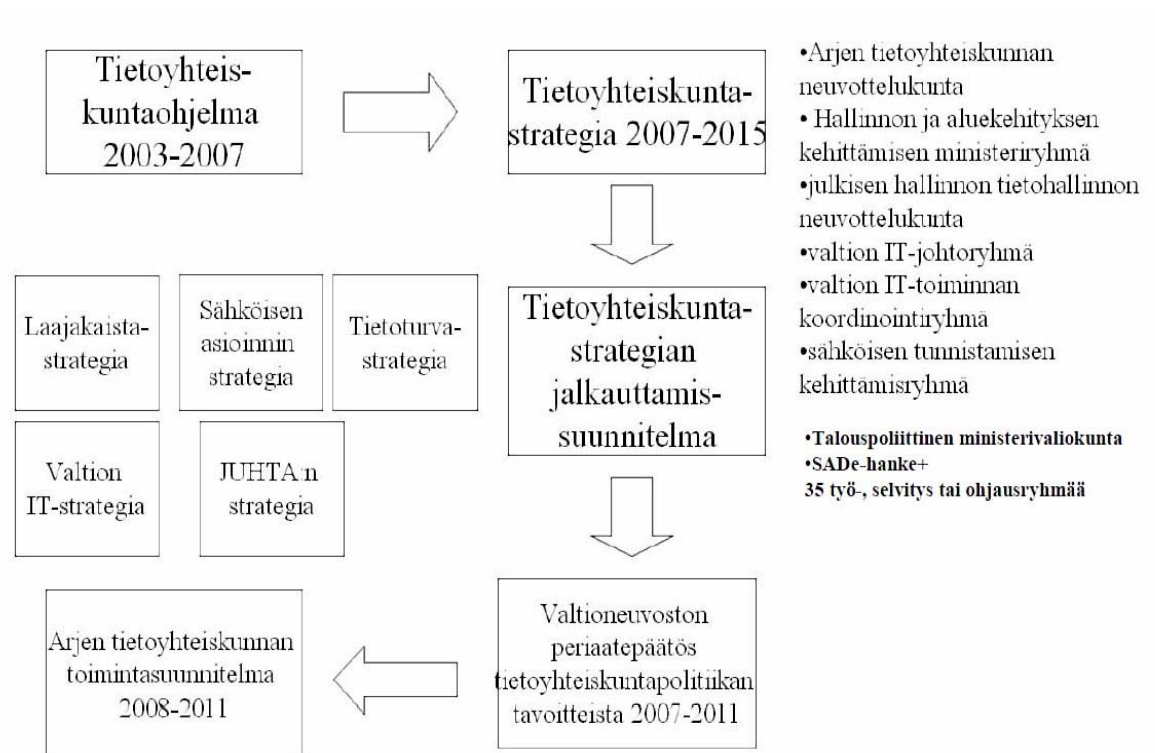 Tietoyhteis-
kuntaohjelma
2003-2007
Tietoyhteiskunta-
strategia 2007-2015
•Arjen tietoyhteiskunnan
neuvottelukunta
• Hallinnon ja aluekehityksen
kehittämisen ministeriryhmä
•julkisen hallinnon tietohallinnon
neuvottelukunta
•valtion IT-johtoryhmä
•valtion IT-toiminnan
koordinointiryhmä
•sähköisen tunnistamisen
kehittämisryhmä
•Talouspoliittinen ministerivaliokunta
•SADe-hanke+
35 työ-, selvitys tai ohjausryhmää
Laajakaista-
strategia
Sähköisen
asioinnin
strategia
Tietoturva-
strategia
Tietoyhteiskunta-
strategian
jalkauttamis-
suunnitelma
Valtion
IT-strategia
JUHTA:n
strategia
Arjen tietoyhteiskunnan
toimintasuunnitelma
2008-2011
Valtioneuvoston
periaatepäätös
tietoyhteiskuntapolitiikan
tavoitteista 2007-2011